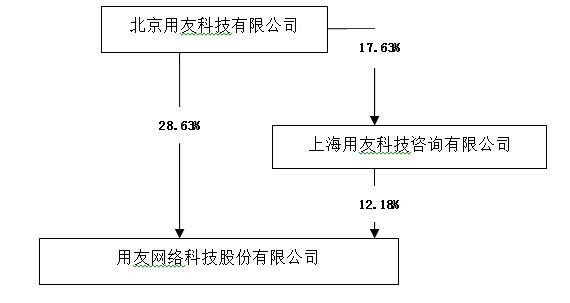 北京用友科技有限公司
17.63%
28.63%
上海用友科技咨询有限公司
12.18%
用友网络科技股份有限公司